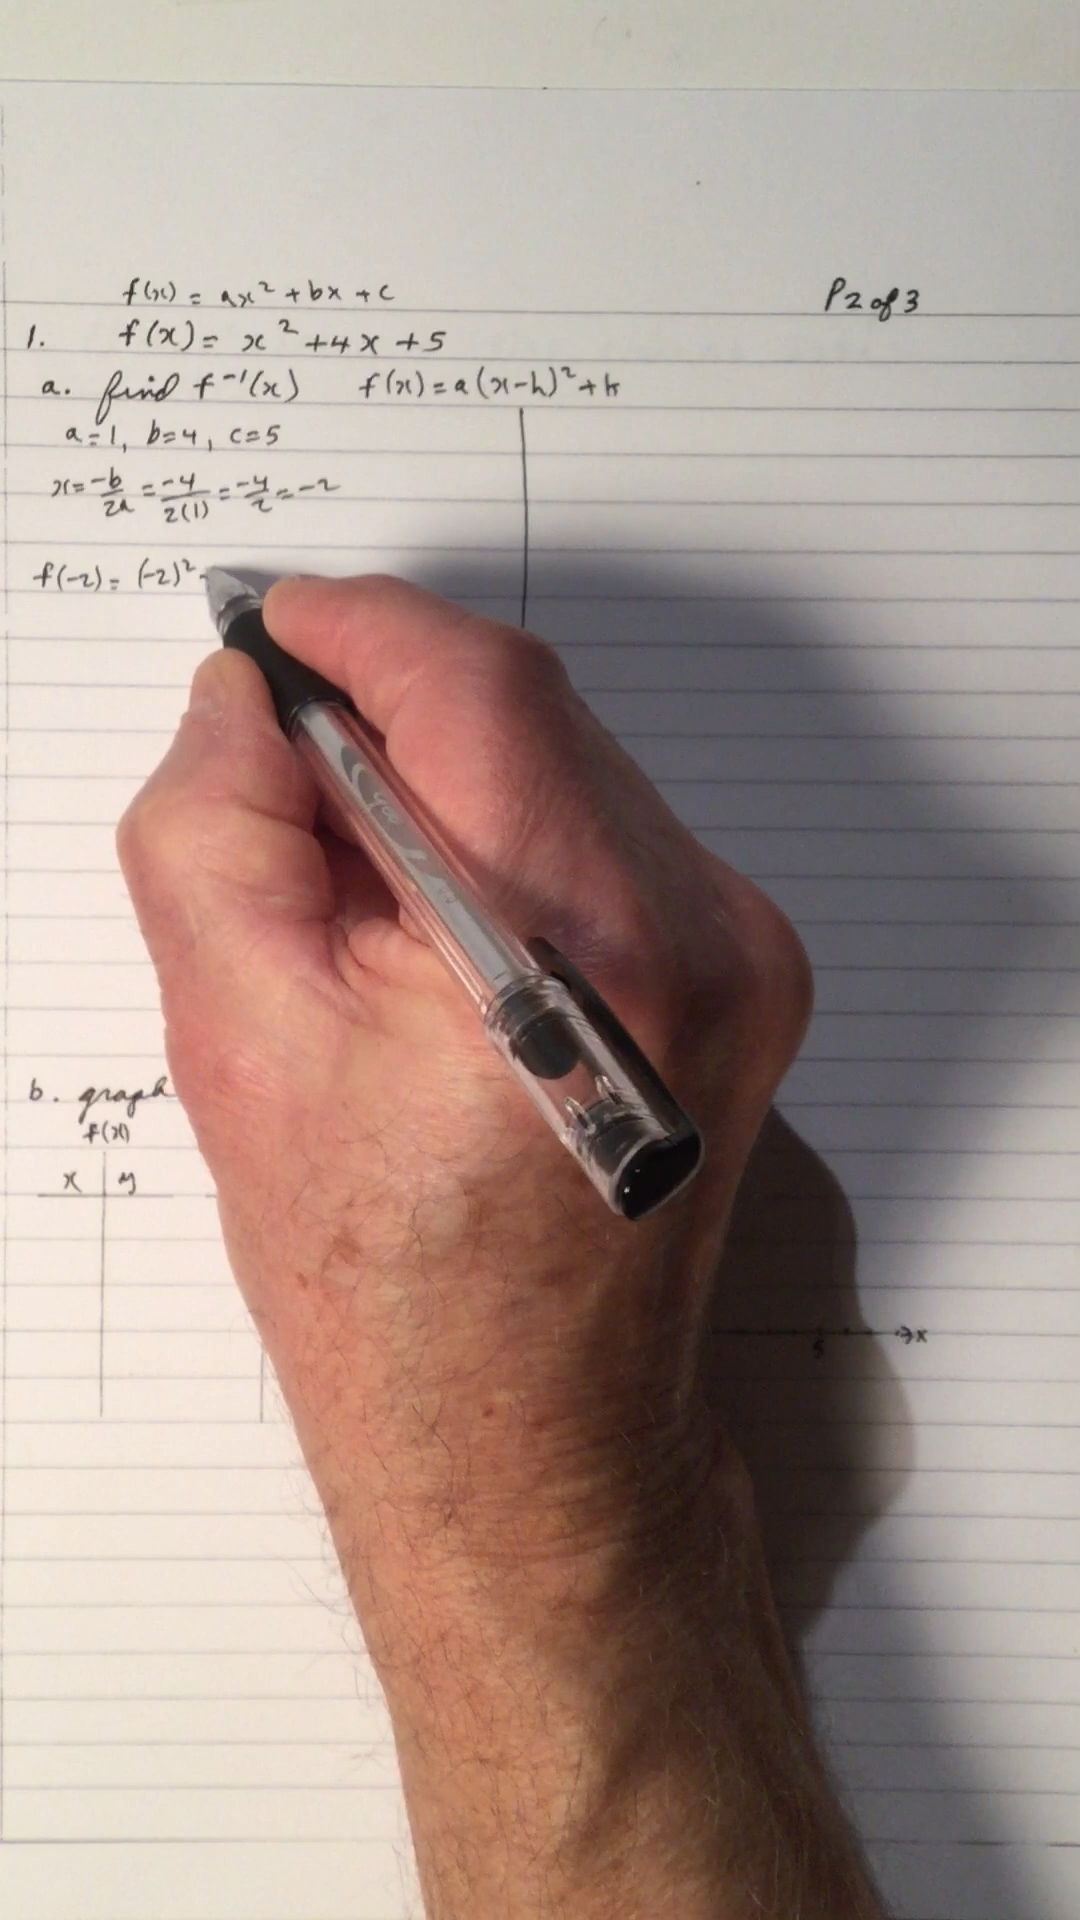 f(x) = ax² + bx + c
P2 of 3
1. f(x) = x² + 4x + 5
a. find f⁻¹(x) f(x) = a(x-h)² + k
a=1, b=4, c=5
x = -b/2a = -4/2(1) = -4/2 = -2
f(-2) = (-2)²
b. graph
f(x)
x y
x
5